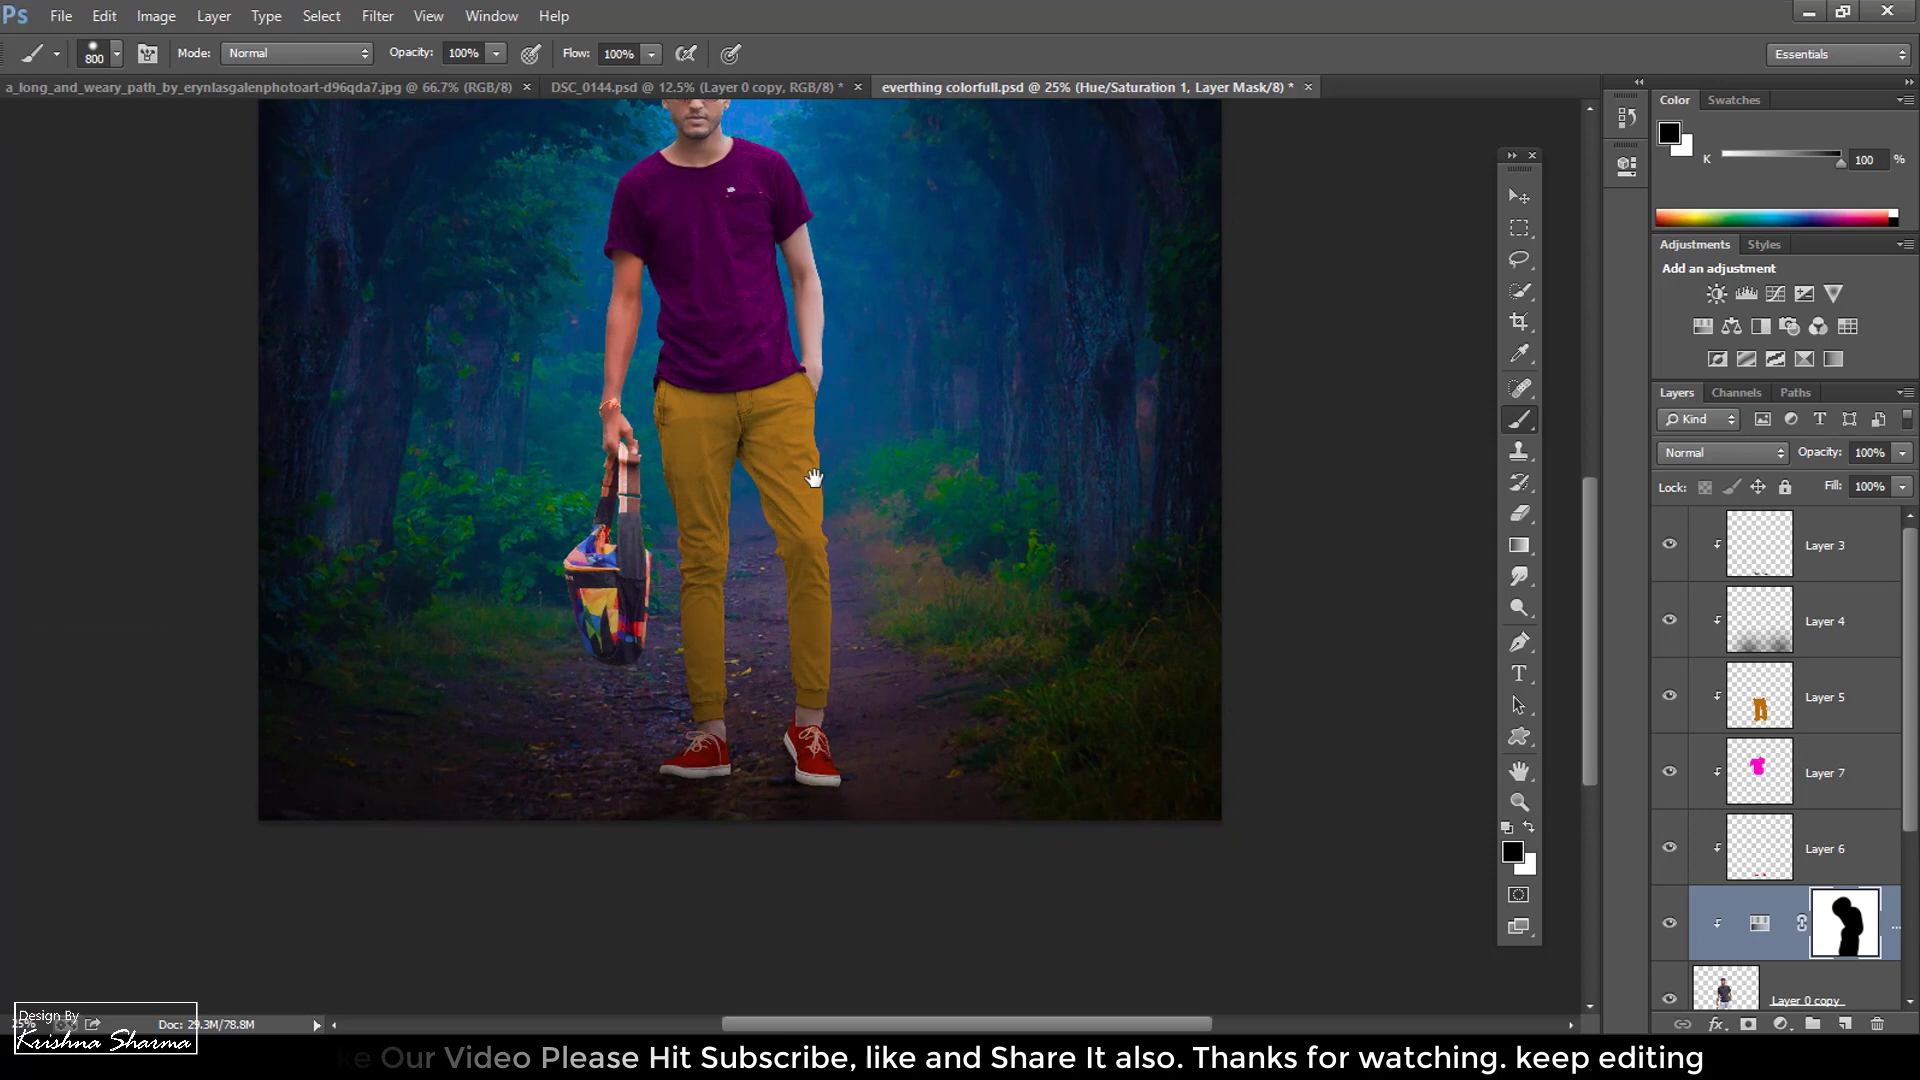 Ps File Edit Image Layer Type Select Filter View Window Help
800 Mode: Normal Opacity: 100% Flow: 100% Essentials
a_long_and_weary_path_by_erynlasgalenphotoart-d96qda7.jpg @ 66.7% (RGB/8) × DSC_0144.psd @ 12.5% (Layer 0 copy, RGB/8) * × everthing colorfull.psd @ 25% (Hue/Saturation 1, Layer Mask/8) * ×
Color Swatches
K 100 %
Adjustments Styles
Add an adjustment
Layers Channels Paths
Kind
Normal Opacity: 100%
Lock: Fill: 100%
Layer 3
Layer 4
Layer 5
Layer 7
Layer 6
...
Layer 0 copy
fx
Design By
Krishna Sharma
25% Doc: 29.3M/78.8M
ke Our Video Please Hit Subscribe, like and Share It also. Thanks for watching. keep editing